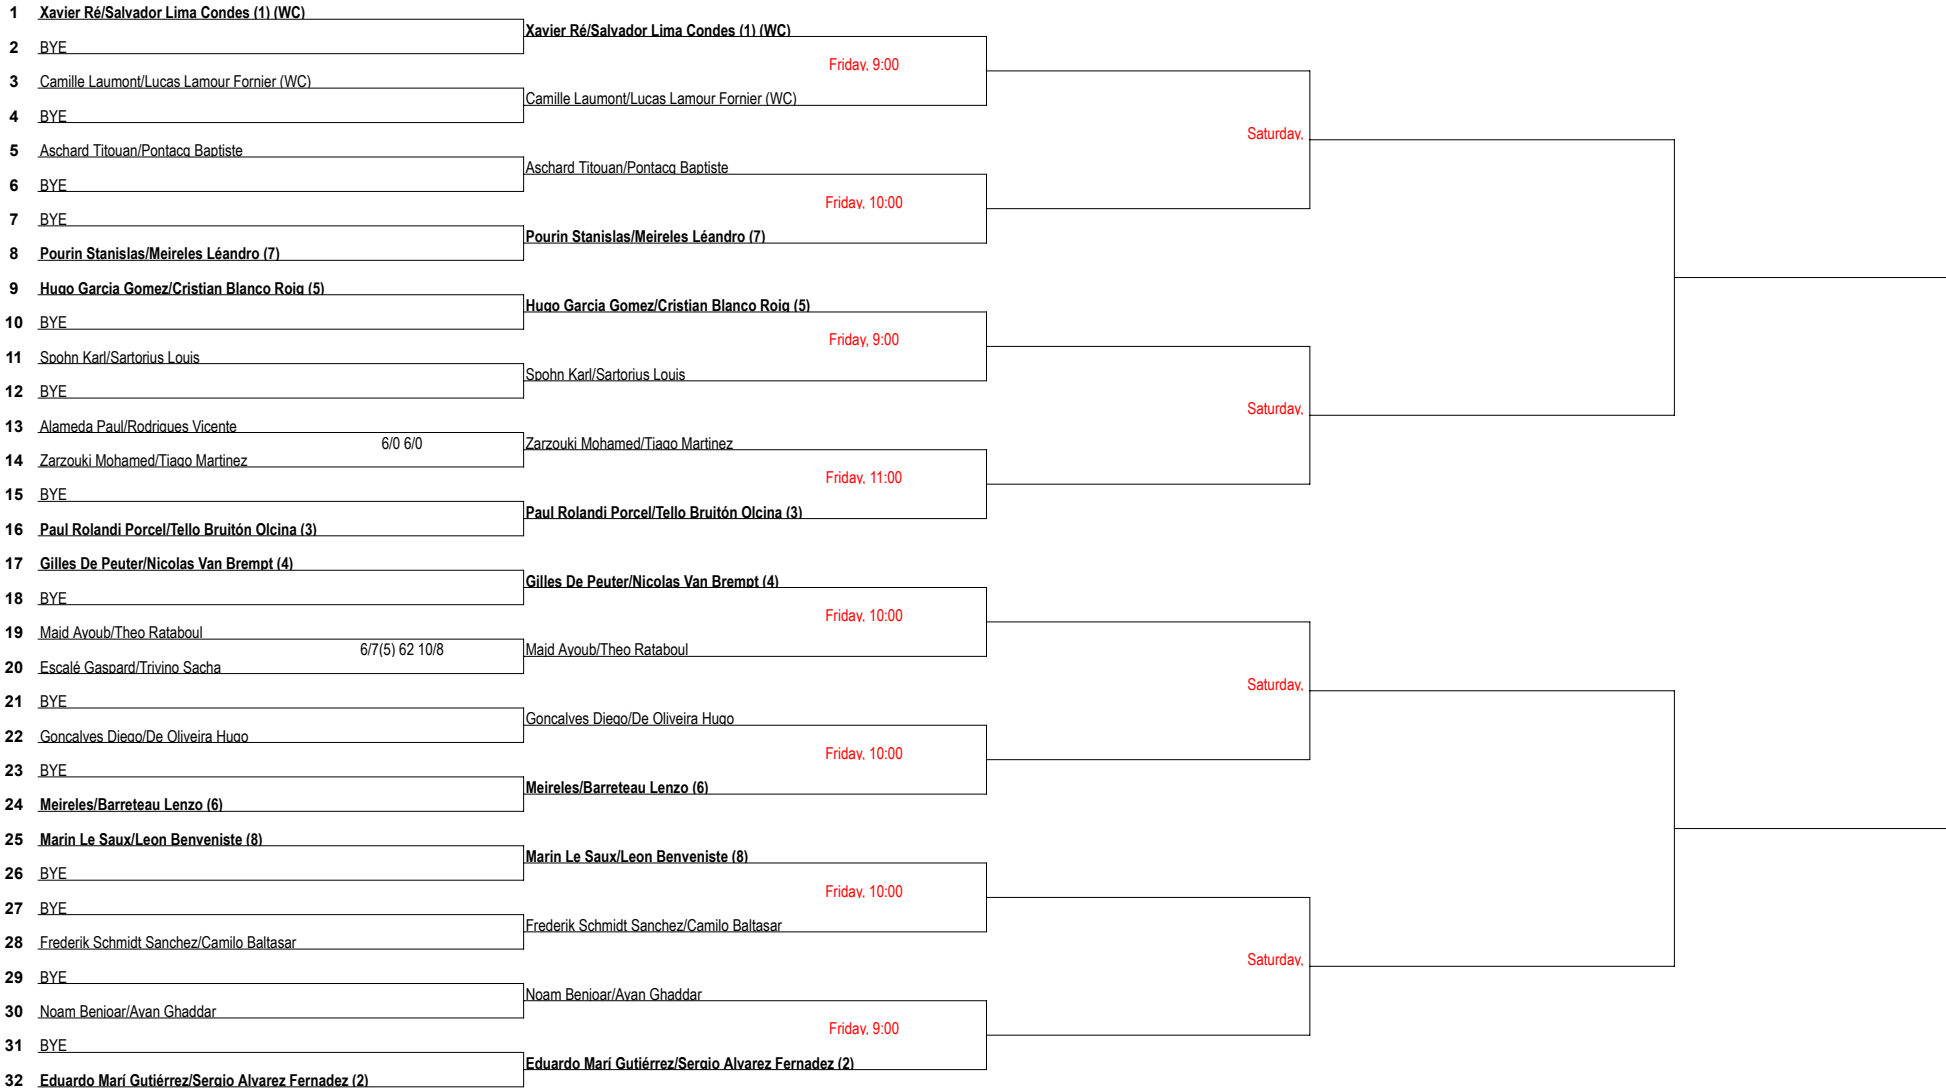 1 Xavier Ré/Salvador Lima Condes (1) (WC)
Xavier Ré/Salvador Lima Condes (1) (WC)
2 BYE
Friday, 9:00
3 Camille Laumont/Lucas Lamour Fornier (WC)
Camille Laumont/Lucas Lamour Fornier (WC)
4 BYE
Saturday,
5 Aschard Titouan/Pontacq Baptiste
Aschard Titouan/Pontacq Baptiste
6 BYE
Friday, 10:00
7 BYE
Pourin Stanislas/Meireles Léandro (7)
8 Pourin Stanislas/Meireles Léandro (7)
9 Hugo Garcia Gomez/Cristian Blanco Roig (5)
Hugo Garcia Gomez/Cristian Blanco Roig (5)
10 BYE
Friday, 9:00
11 Spohn Karl/Sartorius Louis
Spohn Karl/Sartorius Louis
12 BYE
Saturday,
13 Alameda Paul/Rodrigues Vicente
6/0 6/0 Zarzouki Mohamed/Tiago Martinez
14 Zarzouki Mohamed/Tiago Martinez
Friday, 11:00
15 BYE
Paul Rolandi Porcel/Tello Bruitón Olcina (3)
16 Paul Rolandi Porcel/Tello Bruitón Olcina (3)
17 Gilles De Peuter/Nicolas Van Brempt (4)
Gilles De Peuter/Nicolas Van Brempt (4)
18 BYE
Friday, 10:00
19 Majd Ayoub/Theo Rataboul
6/7(5) 62 10/8 Majd Ayoub/Theo Rataboul
20 Escalé Gaspard/Trivino Sacha
Saturday,
21 BYE
Goncalves Diego/De Oliveira Hugo
22 Goncalves Diego/De Oliveira Hugo
Friday, 10:00
23 BYE
Meireles/Barreteau Lenzo (6)
24 Meireles/Barreteau Lenzo (6)
25 Marin Le Saux/Leon Benveniste (8)
Marin Le Saux/Leon Benveniste (8)
26 BYE
Friday, 10:00
27 BYE
Frederik Schmidt Sanchez/Camilo Baltasar
28 Frederik Schmidt Sanchez/Camilo Baltasar
Saturday,
29 BYE
Noam Benjoar/Ayan Ghaddar
30 Noam Benjoar/Ayan Ghaddar
Friday, 9:00
31 BYE
Eduardo Marí Gutiérrez/Sergio Alvarez Fernadez (2)
32 Eduardo Marí Gutiérrez/Sergio Alvarez Fernadez (2)